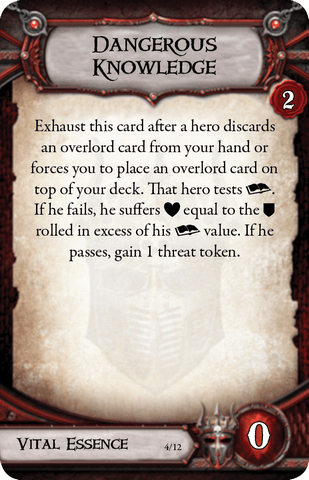 Dangerous
Knowledge
2
Exhaust this card after a hero discards
an overlord card from your hand or
forces you to place an overlord card on
top of your deck. That hero tests .
If he fails, he suffers equal to the
rolled in excess of his value. If he
passes, gain 1 threat token.
Vital Essence 4/12 0